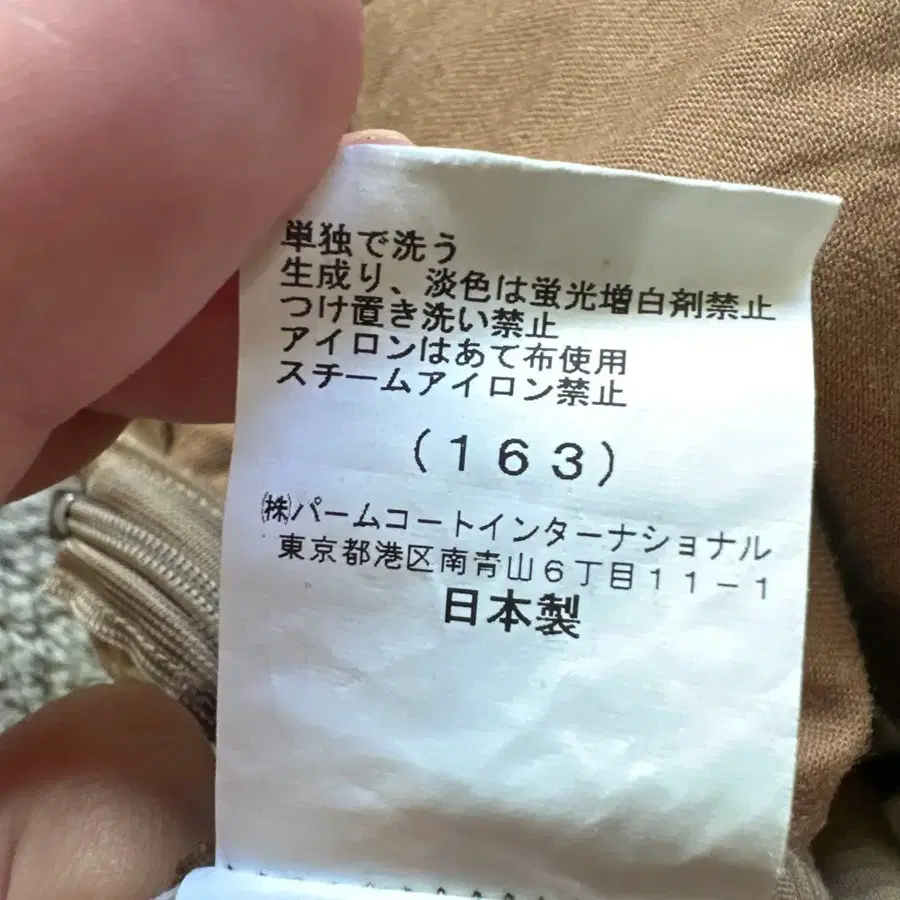 単独で洗う
生成り、淡色は蛍光増白剤禁止
つけ置き洗い禁止
アイロンはあて布使用
スチームアイロン禁止
(163)
㈱パームコートインターナショナル
東京都港区南青山6丁目11-1
日本製